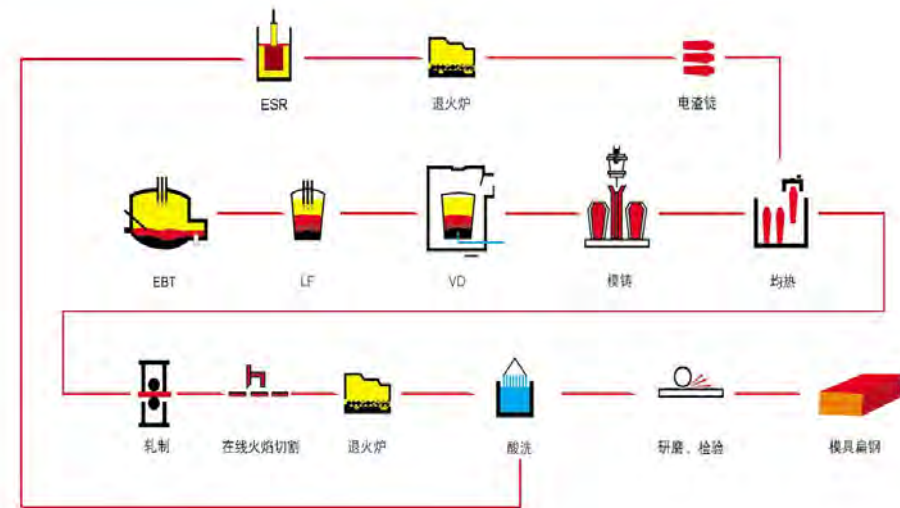 ESR
退火炉
电渣锭
EBT
LF
VD
模铸
均热
轧制
在线火焰切割
退火炉
酸洗
研磨、检验
模具扁钢